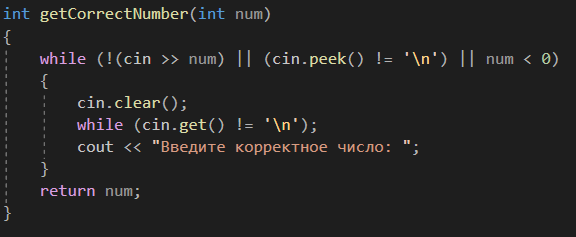 int getCorrectNumber(int num)
{
    while (!(cin >> num) || (cin.peek() != '\n') || num < 0)
    {
        cin.clear();
        while (cin.get() != '\n');
        cout << "Введите корректное число: ";
    }
    return num;
}